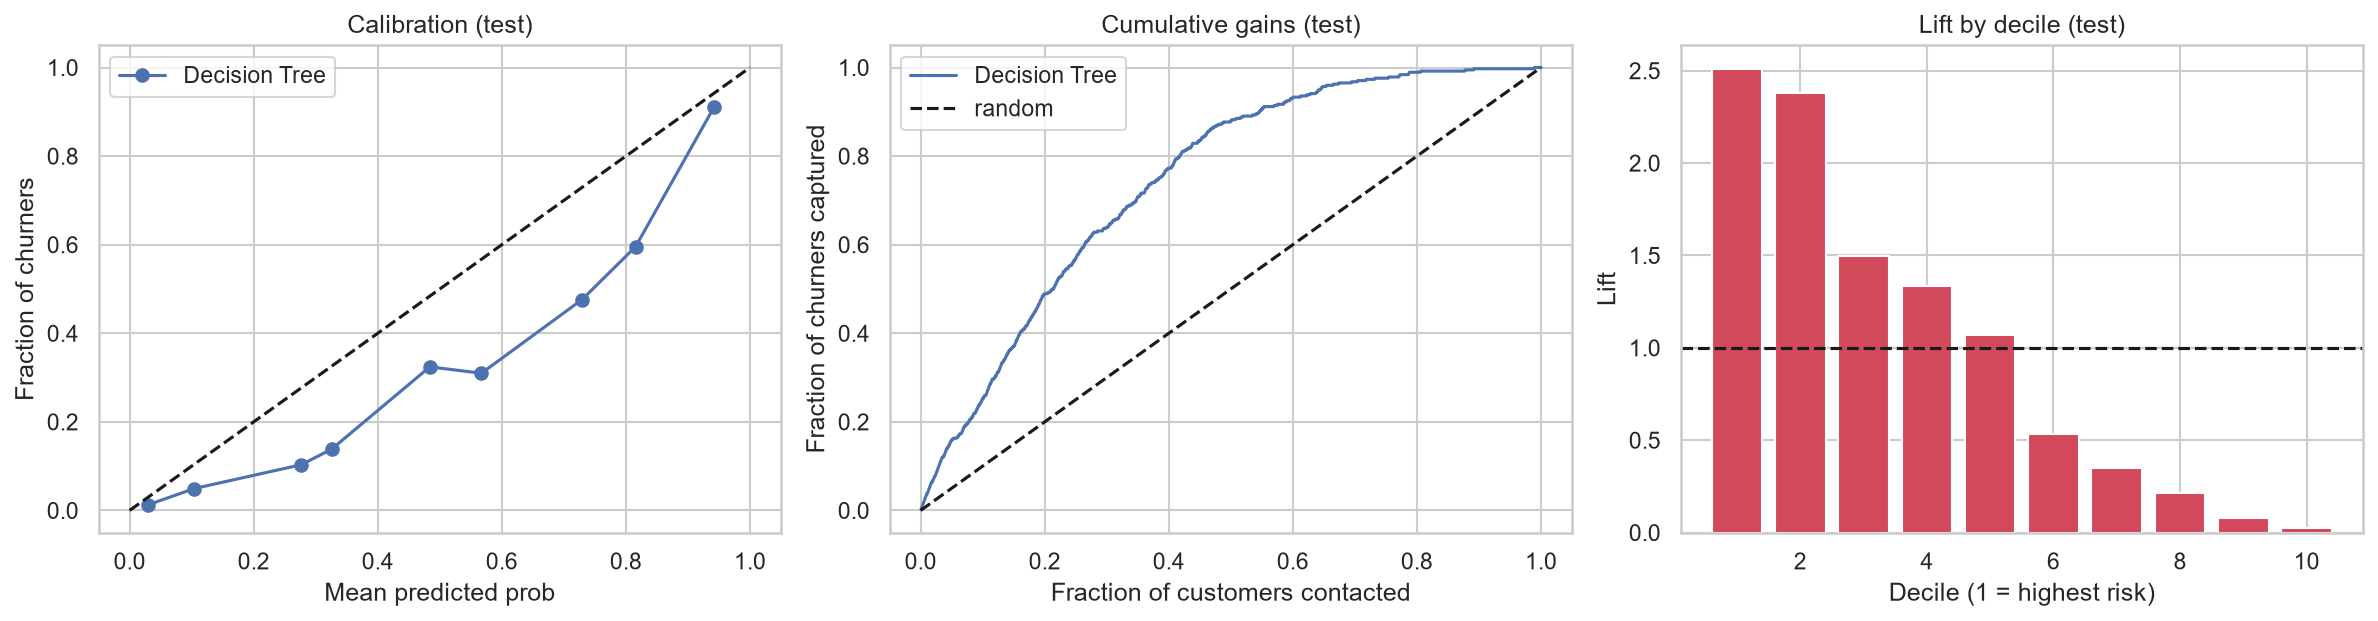 Calibration (test)
Decision Tree
1.0
0.8
0.6
0.4
0.2
0.0
Fraction of churners
0.0 0.2 0.4 0.6 0.8 1.0
Mean predicted prob
Cumulative gains (test)
Decision Tree
random
1.0
0.8
0.6
0.4
0.2
0.0
Fraction of churners captured
0.0 0.2 0.4 0.6 0.8 1.0
Fraction of customers contacted
Lift by decile (test)
2.5
2.0
1.5
1.0
0.5
0.0
Lift
2 4 6 8 10
Decile (1 = highest risk)